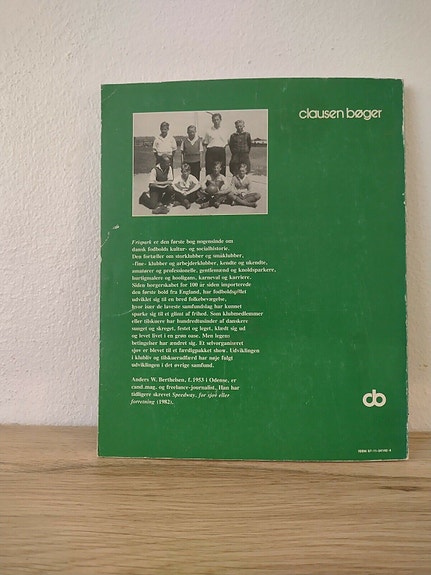 clausen bøger
Frispark er den første bog nogensinde om
dansk fodbolds kultur- og socialhistorie.
Den fortæller om storklubber og småklubber,
»fine« klubber og arbejderklubber, kendte og ukendte,
amatører og professionelle, gentlemænd og knoldsparkere,
hurtigmalere og hooligans, karneval og karriere.
Siden borgerskabet for 100 år siden importerede
den første bold fra England, har fodboldspillet
udviklet sig til en bred folkebevægelse,
hvor især de laveste samfundslag har kunnet
sparke sig til et glimt af frihed. Som klubmedlemmer
eller tilskuere har hundredtusinder af danskere
sunget og skreget, festet og leget, klædt sig ud
og levet livet i en grøn oase. Men legens
betingelser har ændret sig. Et selvorganiseret
sjov er blevet til et færdigpakket show. Udviklingen
i klubliv og tilskueradfærd har nøje fulgt
udviklingen i det øvrige samfund.
Anders W. Berthelsen, f. 1953 i Odense, er
cand.mag. og freelance-journalist. Han har
tidligere skrevet Speedway, for sjov eller
forretning (1982).
cb
ISBN 87-11-